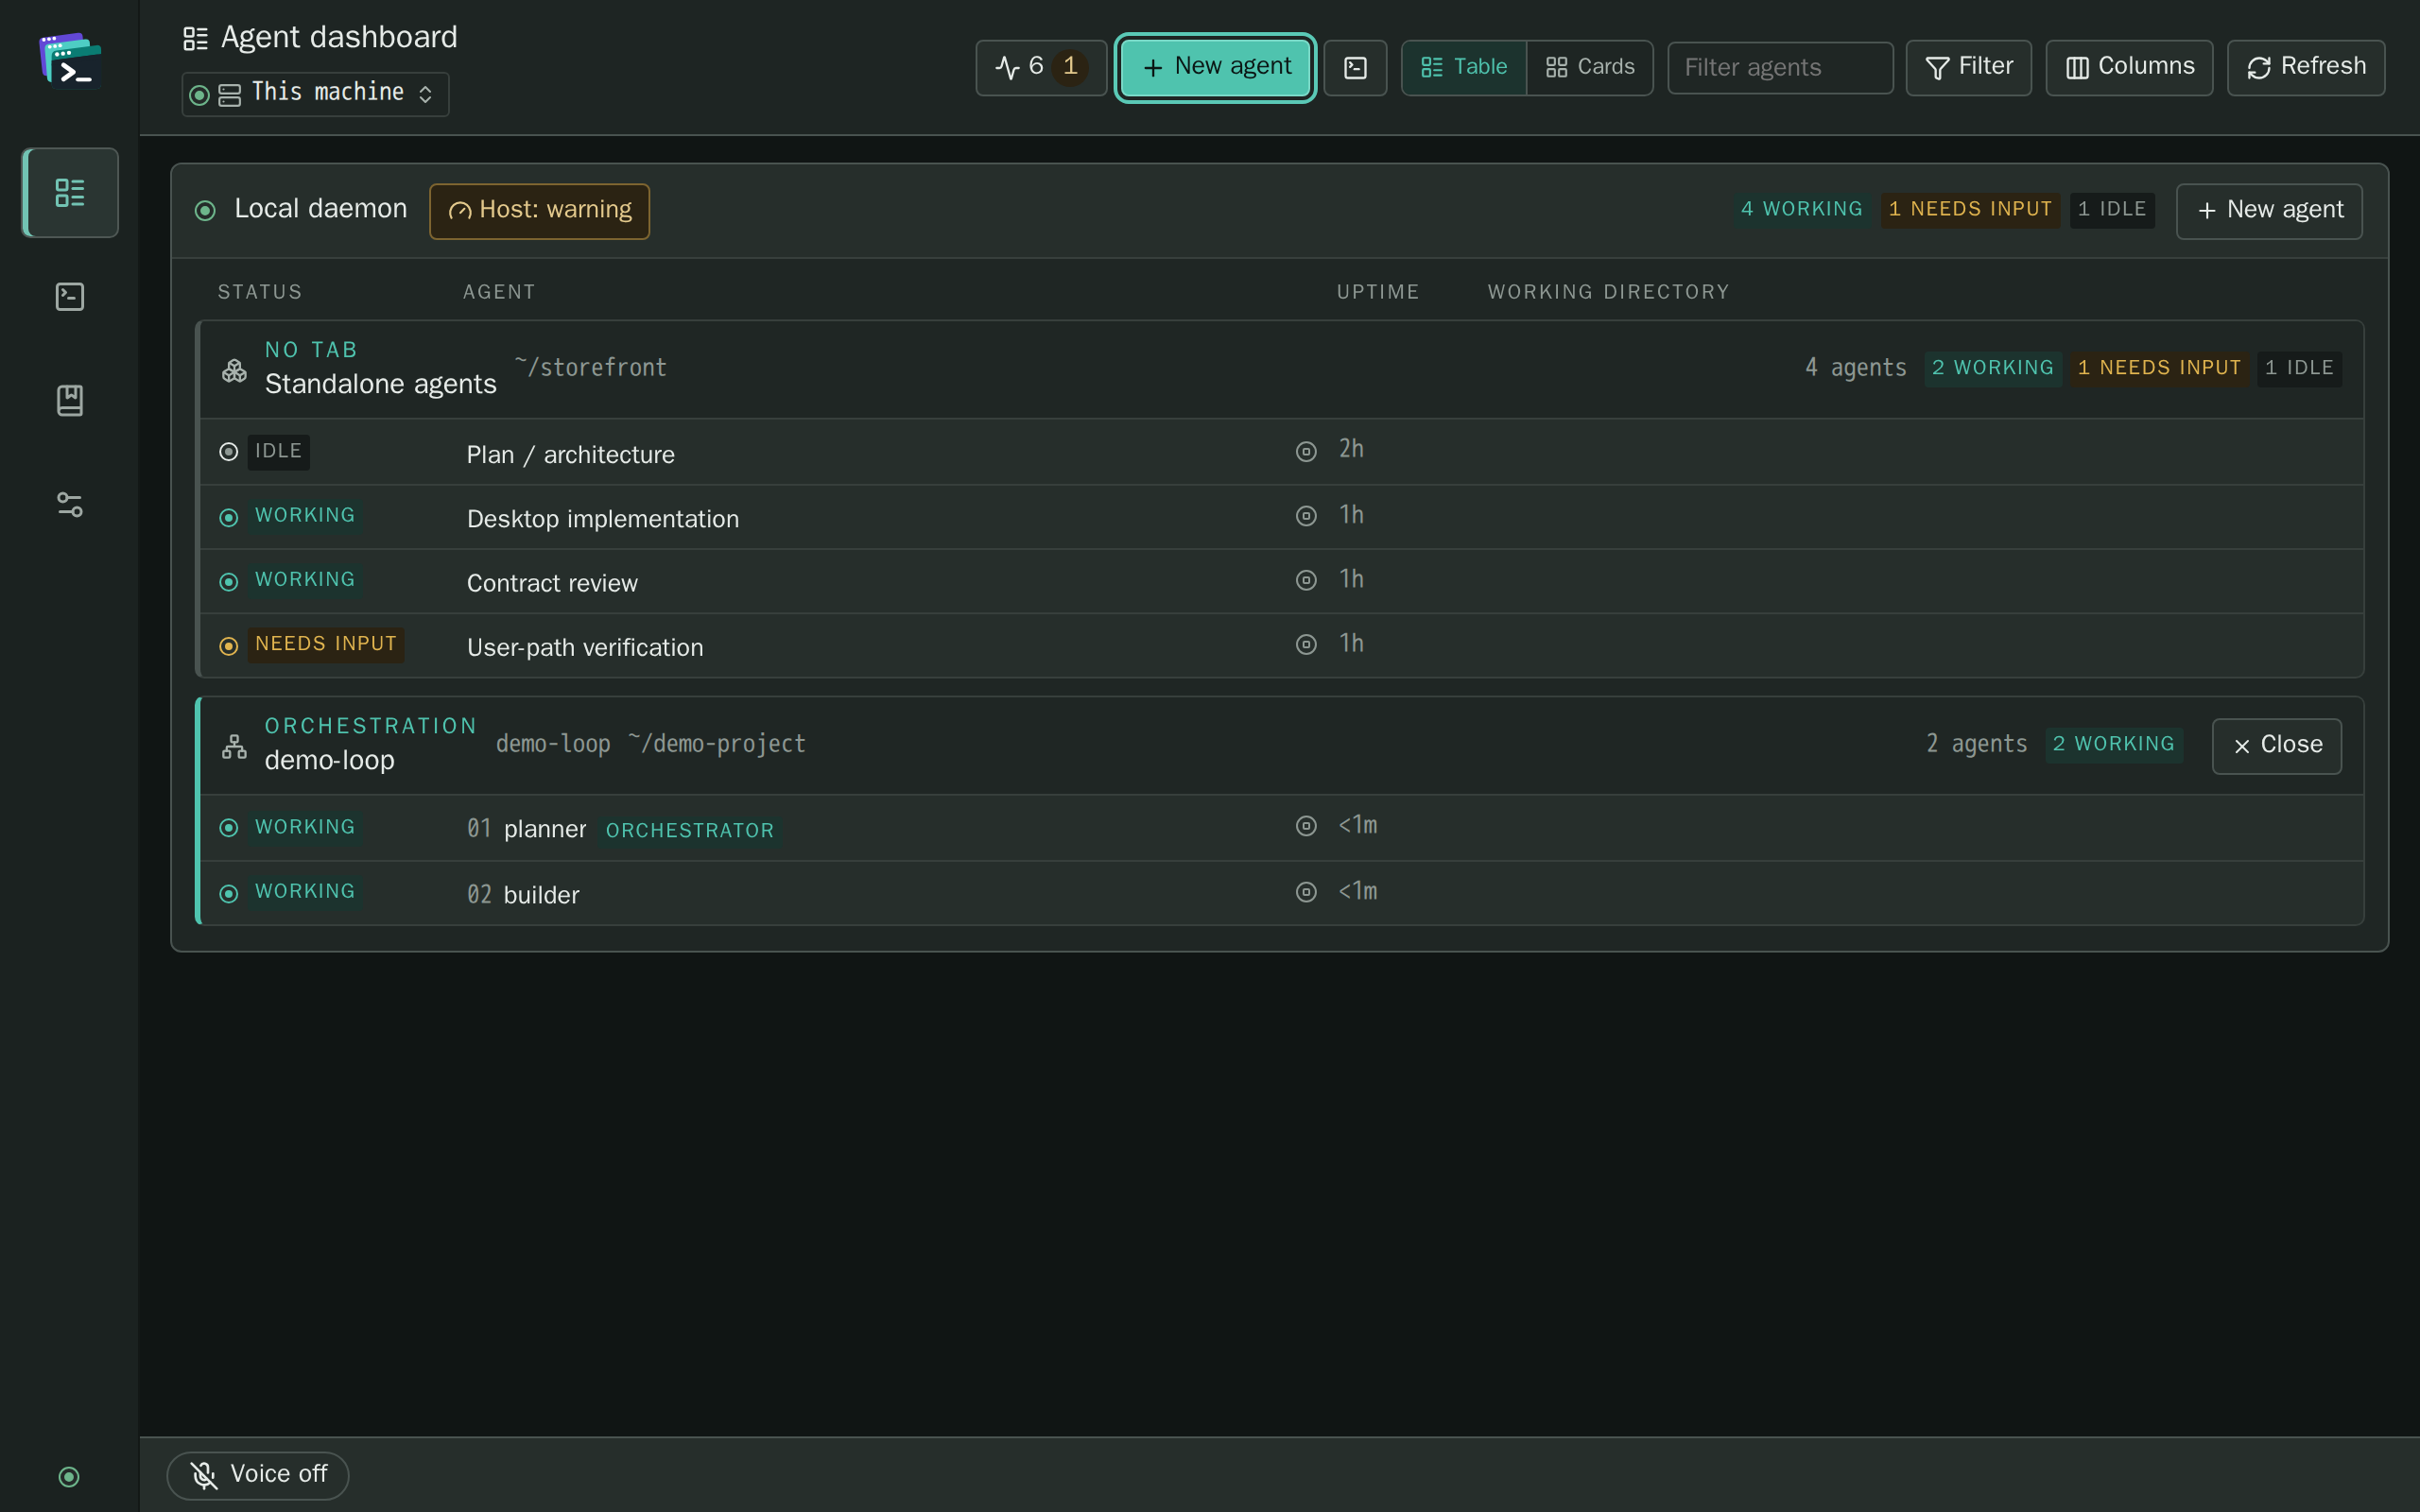 Agent dashboard
This machine
6 1
New agent
Table
Cards
Filter agents
Filter
Columns
Refresh
Local daemon
Host: warning
4 WORKING
1 NEEDS INPUT
1 IDLE
New agent
STATUS
AGENT
UPTIME
WORKING DIRECTORY
NO TAB
Standalone agents
~/storefront
4 agents
2 WORKING
1 NEEDS INPUT
1 IDLE
IDLE
Plan / architecture
2h
WORKING
Desktop implementation
1h
WORKING
Contract review
1h
NEEDS INPUT
User-path verification
1h
ORCHESTRATION
demo-loop
demo-loop
~/demo-project
2 agents
2 WORKING
Close
WORKING
01 planner
ORCHESTRATOR
<1m
WORKING
02 builder
<1m
Voice off